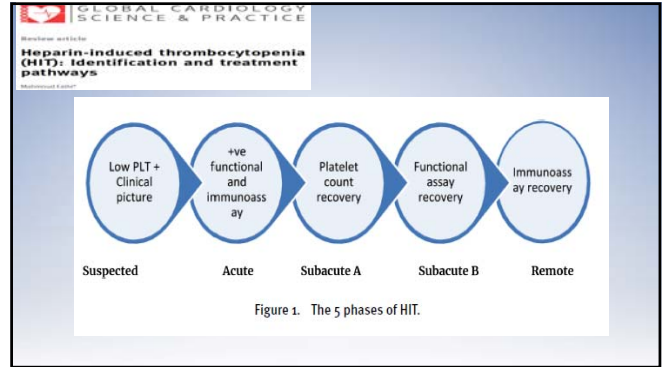 GLOBAL CARDIOLOGY
SCIENCE & PRACTICE
Review article
Heparin-induced thrombocytopenia
(HIT): Identification and treatment
pathways
Low PLT +
Clinical
picture
+ve
functional
and
immunoass
ay
Platelet
count
recovery
Functional
assay
recovery
Immunoass
ay recovery
Suspected Acute Subacute A Subacute B Remote
Figure 1. The 5 phases of HIT.